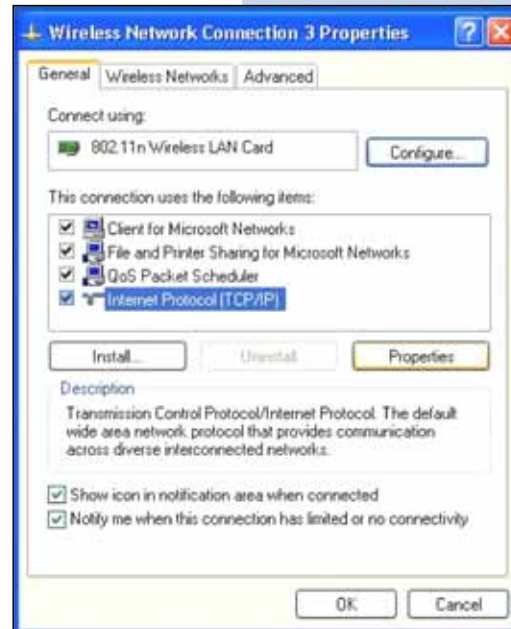 Wireless Network Connection 3 Properties
General Wireless Networks Advanced
Connect using:
802.11n Wireless LAN Card Configure...
This connection uses the following items:
Client for Microsoft Networks
File and Printer Sharing for Microsoft Networks
QoS Packet Scheduler
Internet Protocol (TCP/IP)
Install... Uninstall Properties
Description
Transmission Control Protocol/Internet Protocol. The default
wide area network protocol that provides communication
across diverse interconnected networks.
Show icon in notification area when connected
Notify me when this connection has limited or no connectivity
OK Cancel